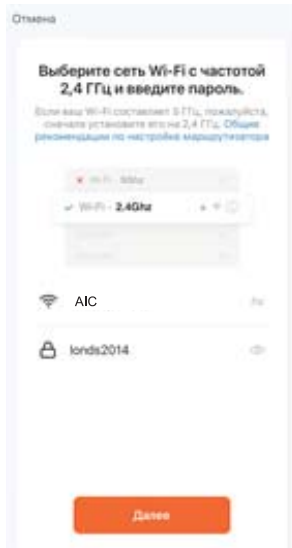 Отмена
Выберите сеть Wi-Fi с частотой
2,4 ГГц и введите пароль.
Если ваш Wi-Fi составляет 5 ГГц, пожалуйста,
сначала установите его на 2,4 ГГц. Общие
рекомендации по настройке маршрутизатора
Wi-Fi - 5Ghz
Wi-Fi - 2.4Ghz
AIC
londs2014
Далее